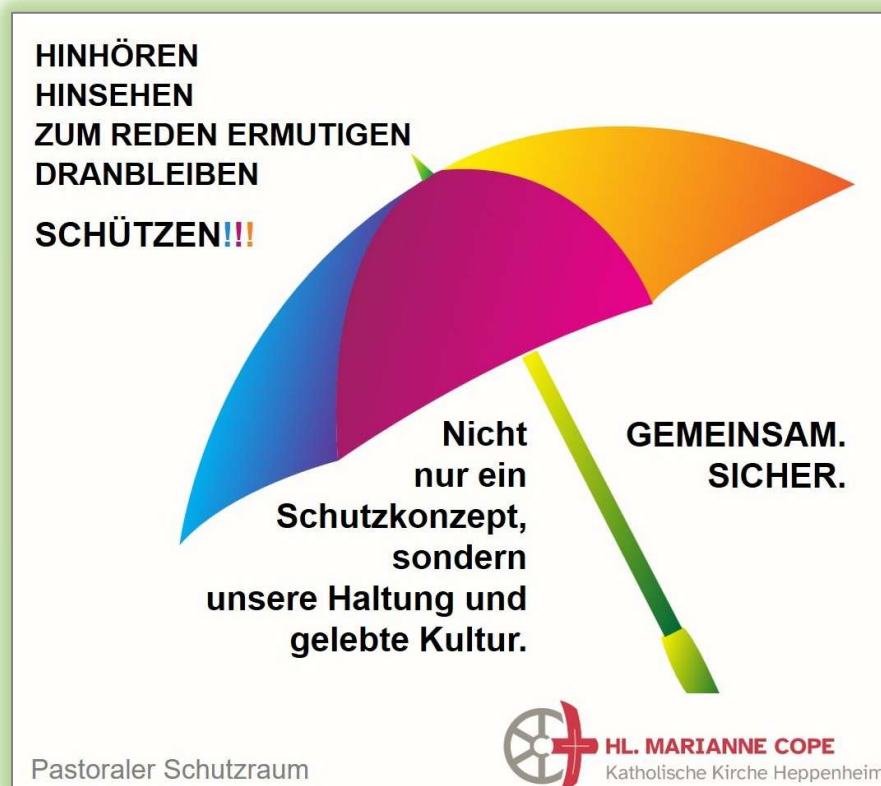 HINHÖREN
HINSEHEN
ZUM REDEN ERMUTIGEN
DRANBLEIBEN
SCHÜTZEN!!!
Nicht
nur ein
Schutzkonzept,
sondern
unsere Haltung und
gelebte Kultur.
GEMEINSAM.
SICHER.
Pastoraler Schutzraum
HL. MARIANNE COPE
Katholische Kirche Heppenheim